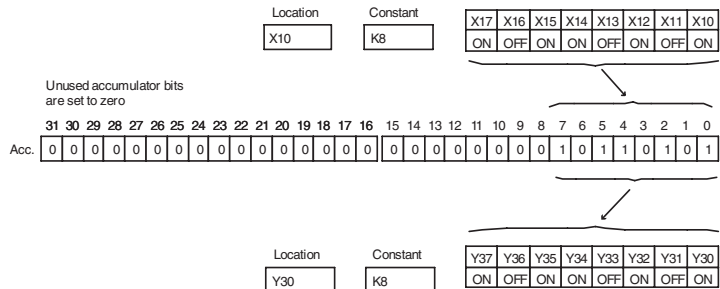 Location Constant
X10 K8
X17 X16 X15 X14 X13 X12 X11 X10
ON OFF ON ON OFF ON OFF ON
Unused accumulator bits
are set to zero
31 30 29 28 27 26 25 24 23 22 21 20 19 18 17 16 15 14 13 12 11 10 9 8 7 6 5 4 3 2 1 0
Acc. 0 0 0 0 0 0 0 0 0 0 0 0 0 0 0 0 0 0 0 0 0 0 0 0 1 0 1 1 0 1 0 1
Location Constant
Y30 K8
Y37 Y36 Y35 Y34 Y33 Y32 Y31 Y30
ON OFF ON ON OFF ON OFF ON